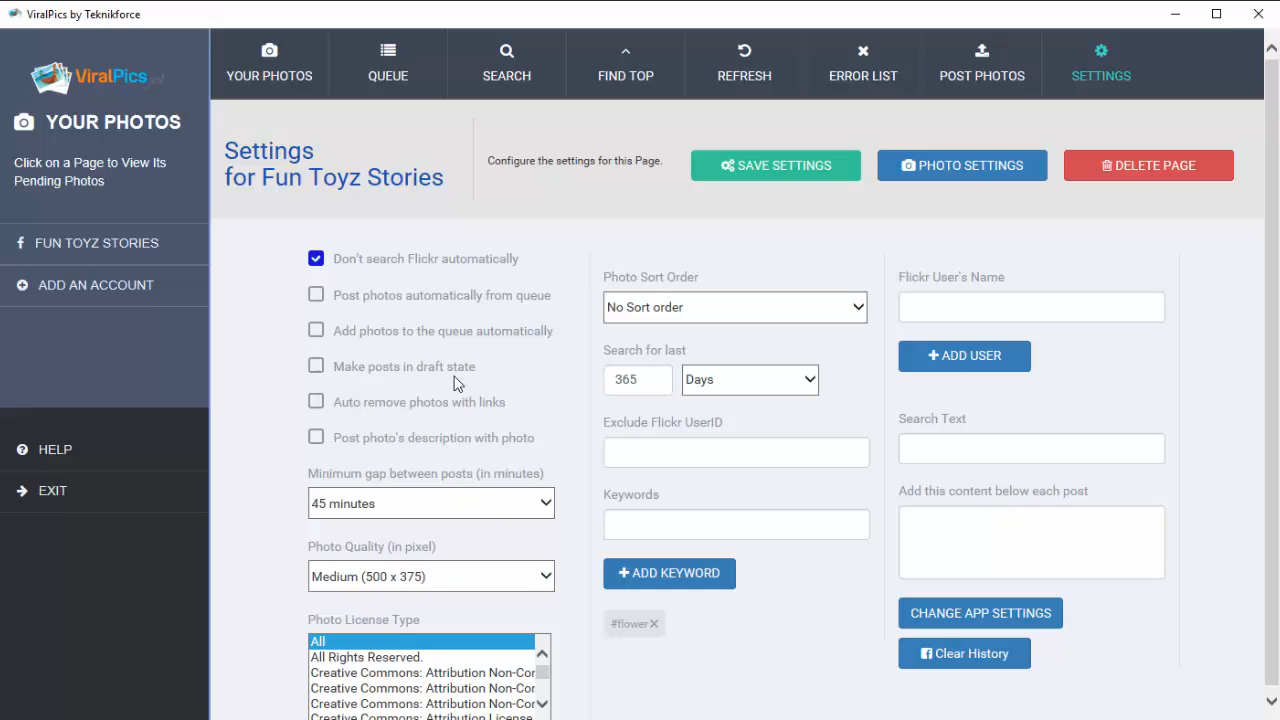 ViralPics by Teknikforce
ViralPics
YOUR PHOTOS
Click on a Page to View Its
Pending Photos
FUN TOYZ STORIES
ADD AN ACCOUNT
HELP
EXIT
YOUR PHOTOS
QUEUE
SEARCH
FIND TOP
REFRESH
ERROR LIST
POST PHOTOS
SETTINGS
Settings
for Fun Toyz Stories
Configure the settings for this Page.
SAVE SETTINGS
PHOTO SETTINGS
DELETE PAGE
Don't search Flickr automatically
Post photos automatically from queue
Add photos to the queue automatically
Make posts in draft state
Auto remove photos with links
Post photo's description with photo
Minimum gap between posts (in minutes)
45 minutes
Photo Quality (in pixel)
Medium (500 x 375)
Photo License Type
All
All Rights Reserved.
Creative Commons: Attribution Non-Cor
Creative Commons: Attribution Non-Cor
Creative Commons: Attribution Non-Cor
Creative Commons: Attribution License
Photo Sort Order
No Sort order
Search for last
365
Days
Exclude Flickr UserID
Keywords
ADD KEYWORD
#flower
Flickr User's Name
ADD USER
Search Text
Add this content below each post
CHANGE APP SETTINGS
Clear History